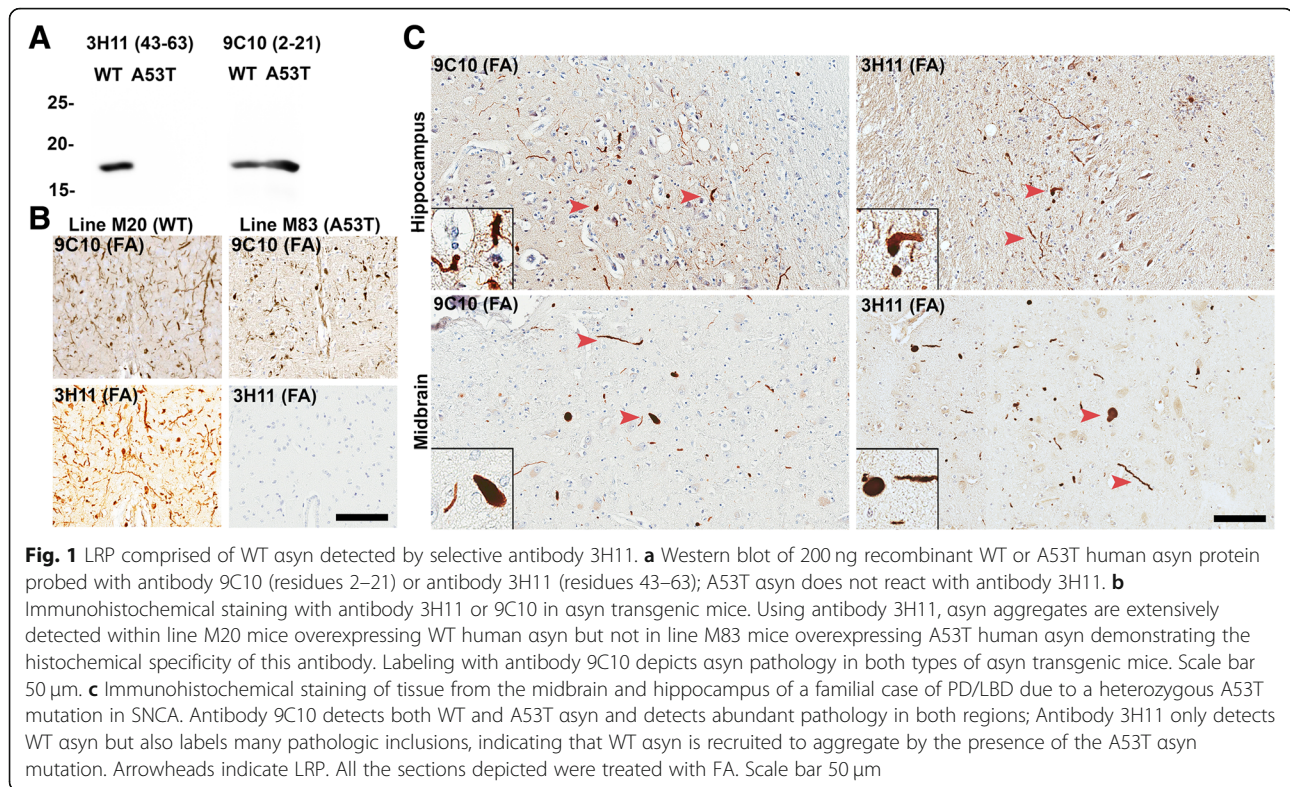 A
3H11 (43-63) 9C10 (2-21)
WT A53T WT A53T
25-
20-
15-
B
Line M20 (WT) Line M83 (A53T)
9C10 (FA) 9C10 (FA)
3H11 (FA) 3H11 (FA)
C
9C10 (FA) 3H11 (FA)
Hippocampus
9C10 (FA) 3H11 (FA)
Midbrain
Fig. 1 LRP comprised of WT αsyn detected by selective antibody 3H11. a Western blot of 200 ng recombinant WT or A53T human αsyn protein
probed with antibody 9C10 (residues 2–21) or antibody 3H11 (residues 43–63); A53T αsyn does not react with antibody 3H11. b
Immunohistochemical staining with antibody 3H11 or 9C10 in αsyn transgenic mice. Using antibody 3H11, αsyn aggregates are extensively
detected within line M20 mice overexpressing WT human αsyn but not in line M83 mice overexpressing A53T human αsyn demonstrating the
histochemical specificity of this antibody. Labeling with antibody 9C10 depicts αsyn pathology in both types of αsyn transgenic mice. Scale bar
50 μm. c Immunohistochemical staining of tissue from the midbrain and hippocampus of a familial case of PD/LBD due to a heterozygous A53T
mutation in SNCA. Antibody 9C10 detects both WT and A53T αsyn and detects abundant pathology in both regions; Antibody 3H11 only detects
WT αsyn but also labels many pathologic inclusions, indicating that WT αsyn is recruited to aggregate by the presence of the A53T αsyn
mutation. Arrowheads indicate LRP. All the sections depicted were treated with FA. Scale bar 50 μm